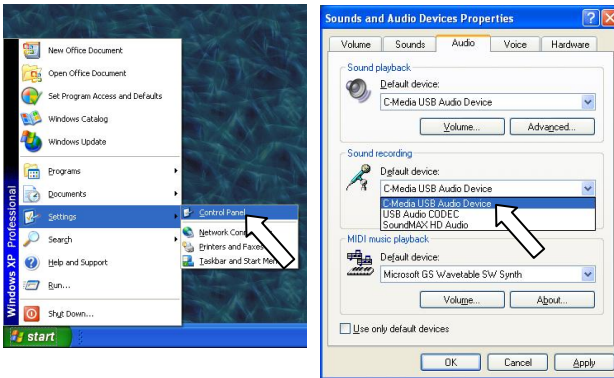 New Office Document
Open Office Document
Set Program Access and Defaults
Windows Catalog
Windows Update
Programs
Documents
Settings
Search
Help and Support
Run...
Shut Down...
Windows XP Professional
Control Panel
Network Con
Printers and Faxes
Taskbar and Start Men
start
Sounds and Audio Devices Properties
Volume Sounds Audio Voice Hardware
Sound playback
Default device:
C-Media USB Audio Device
Volume... Advanced...
Sound recording
Default device:
C-Media USB Audio Device
C-Media USB Audio Device
USB Audio CODEC
SoundMAX HD Audio
MIDI music playback
Default device:
Microsoft GS Wavetable SW Synth
Volume... About...
Use only default devices
OK Cancel Apply